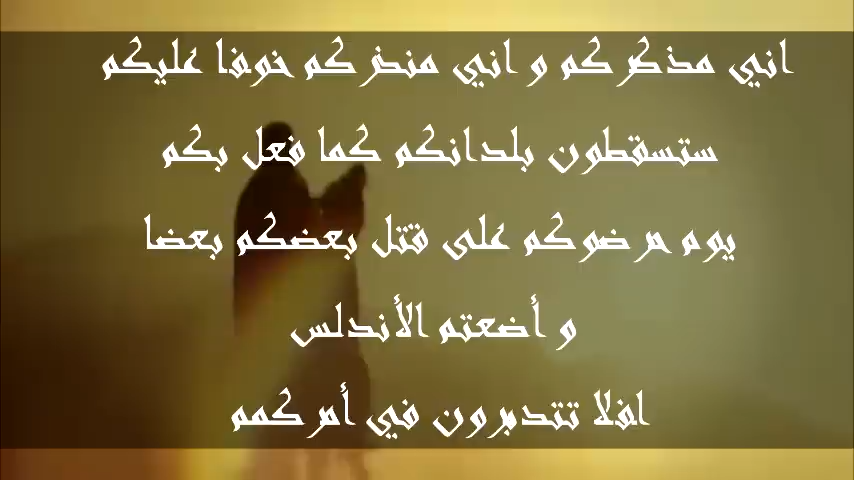 اني مذكركم و اني منذركم خوفا عليكم
ستسقطون بلدانكم كما فعل بكم
يوم حرضوكم على قتل بعضكم بعضا
و أضعتم الأندلس
افلا تتدبرون في أمركمم